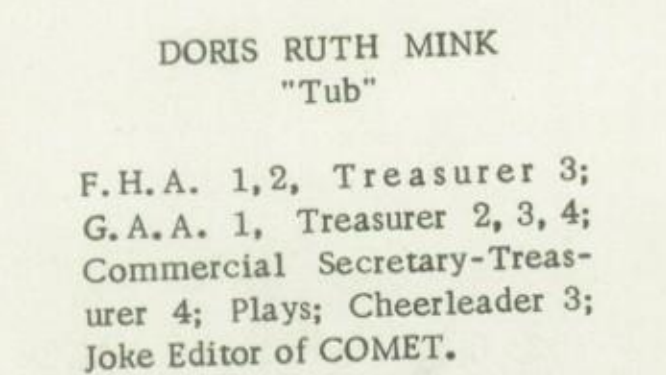 DORIS RUTH MINK
"Tub"
F.H.A. 1,2, Treasurer 3;
G.A.A. 1, Treasurer 2, 3, 4;
Commercial Secretary-Treas-
urer 4; Plays; Cheerleader 3;
Joke Editor of COMET.